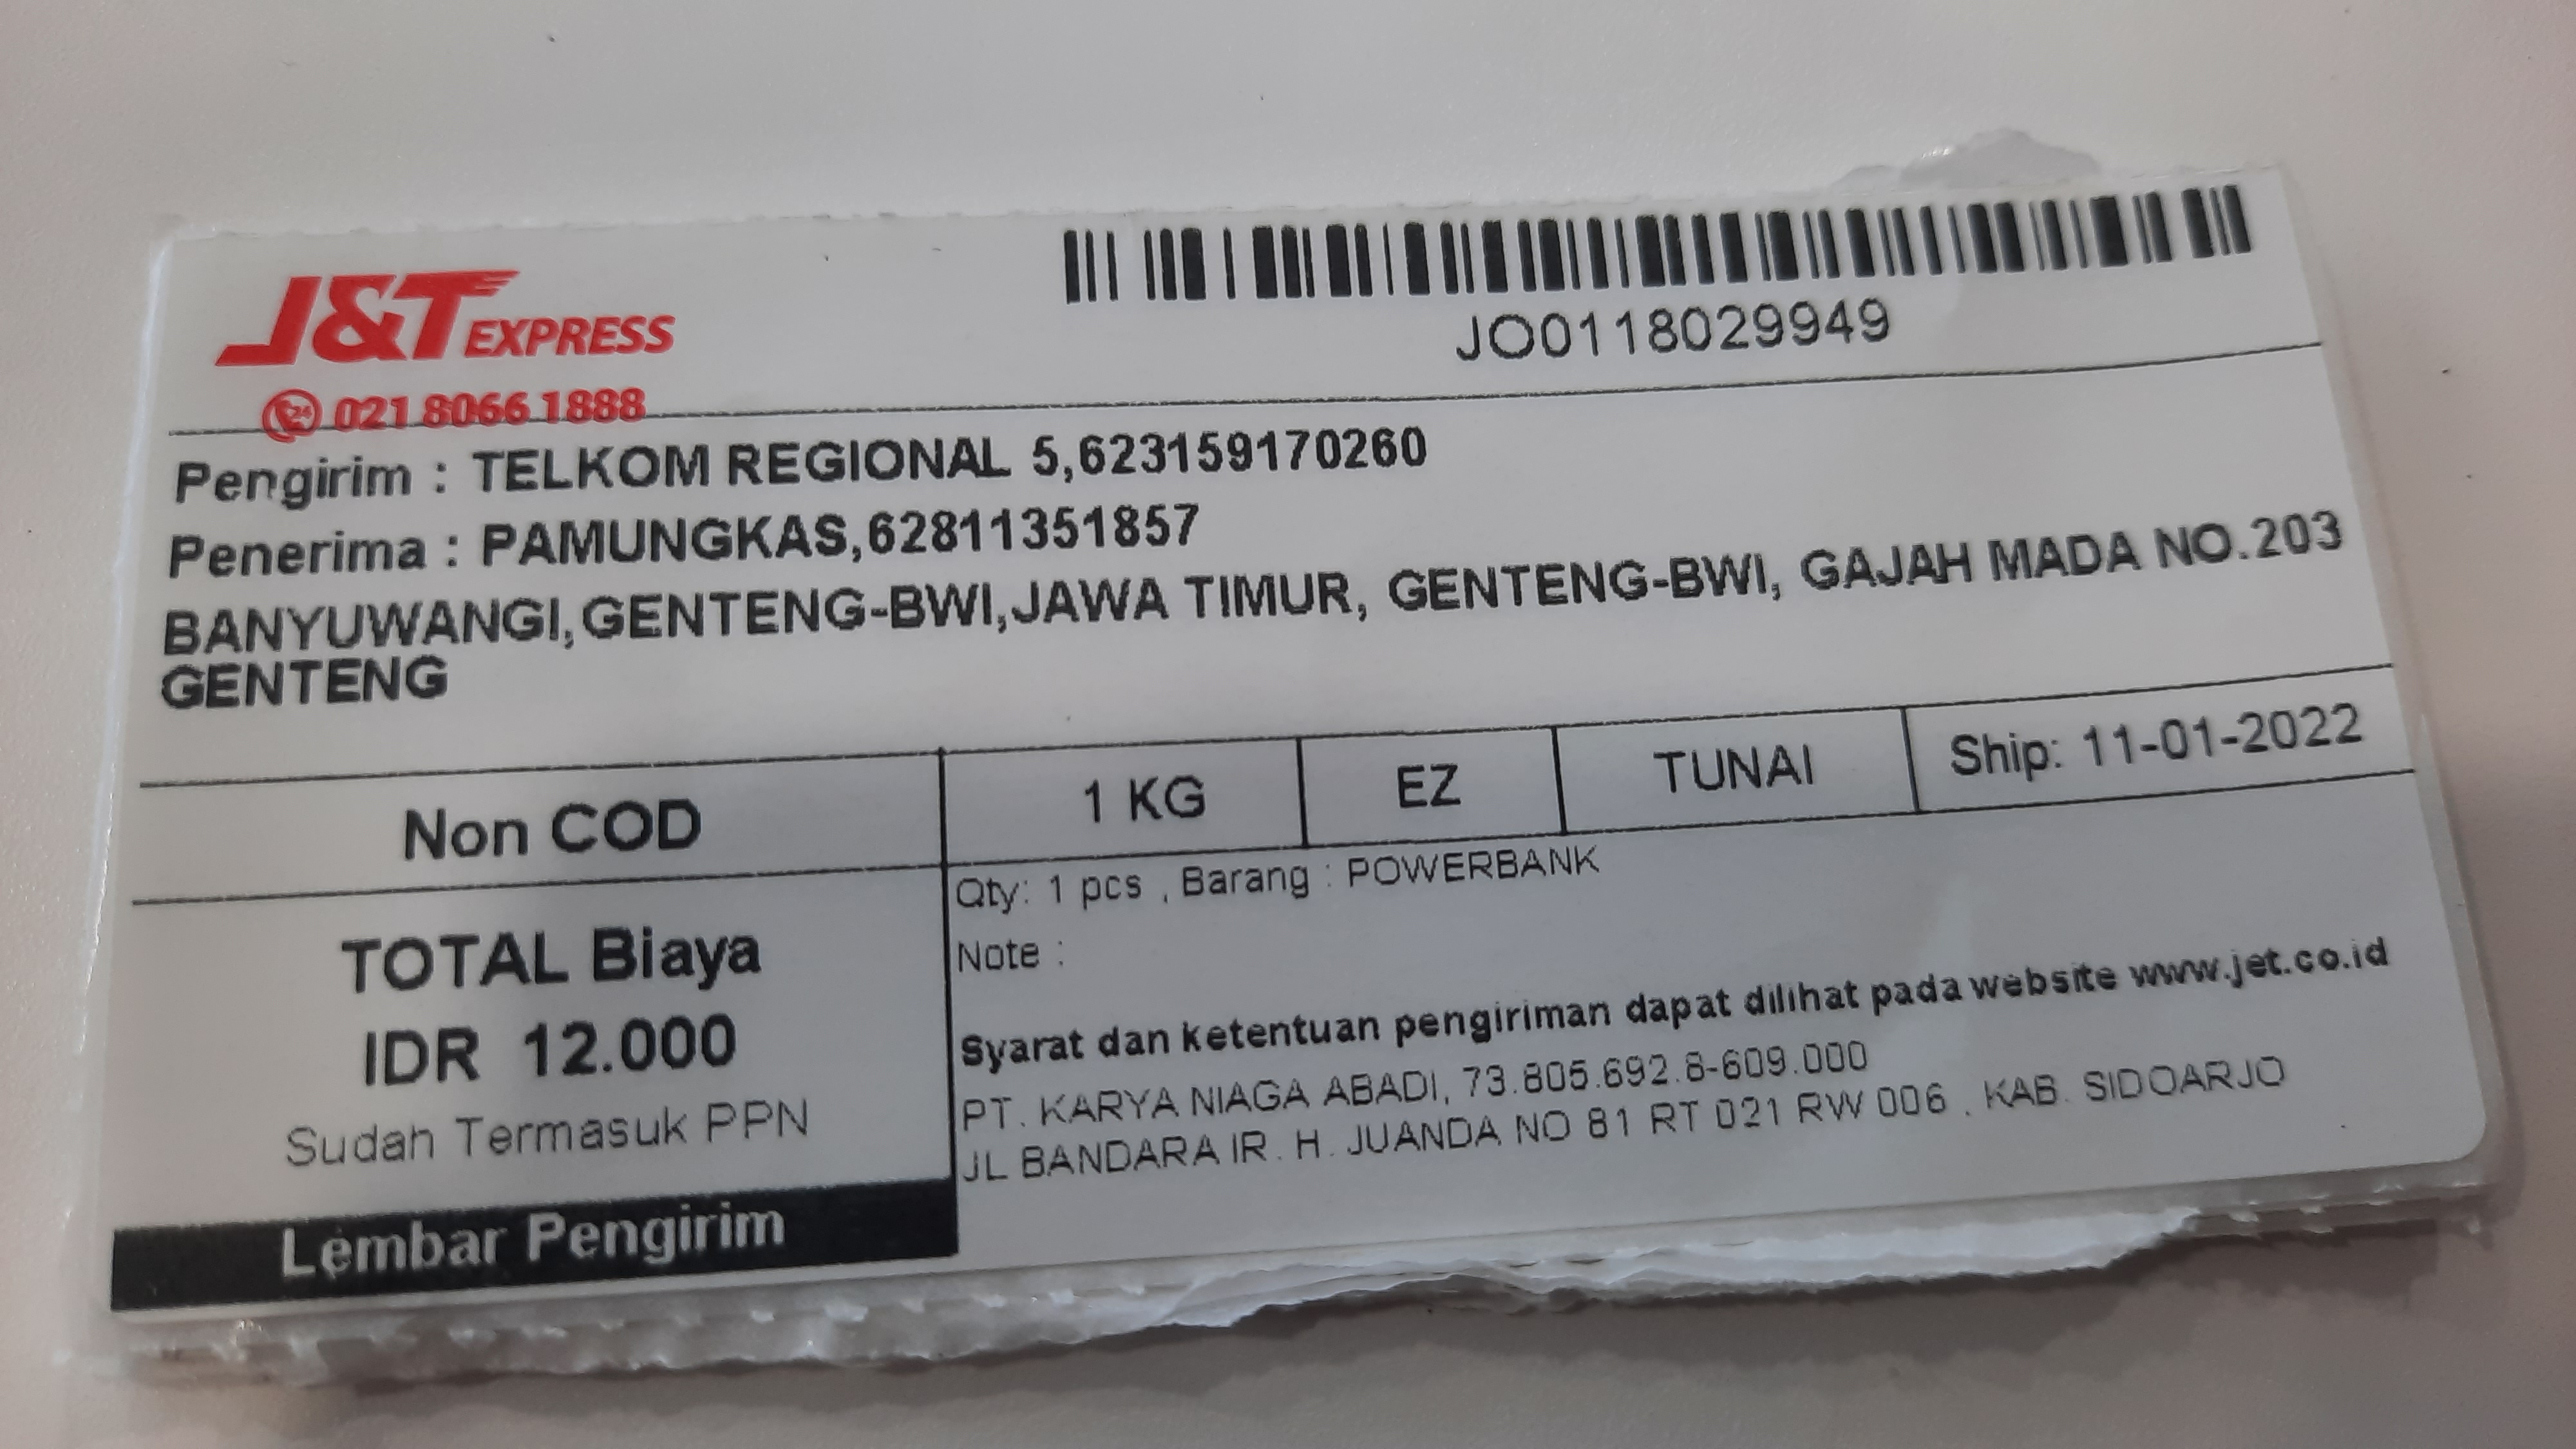 J&T EXPRESS
021 8066 1888
JO0118029949
Pengirim : TELKOM REGIONAL 5,623159170260
Penerima : PAMUNGKAS,62811351857
BANYUWANGI,GENTENG-BWI,JAWA TIMUR, GENTENG-BWI, GAJAH MADA NO.203
GENTENG
Non COD
1 KG
EZ
TUNAI
Ship: 11-01-2022
TOTAL Biaya
IDR 12.000
Sudah Termasuk PPN
Lembar Pengirim
Qty: 1 pcs , Barang : POWERBANK
Note :
Syarat dan ketentuan pengiriman dapat dilihat pada website www.jet.co.id
PT. KARYA NIAGA ABADI, 73.805.692.8-609.000
JL BANDARA IR. H. JUANDA NO 81 RT 021 RW 006 , KAB. SIDOARJO